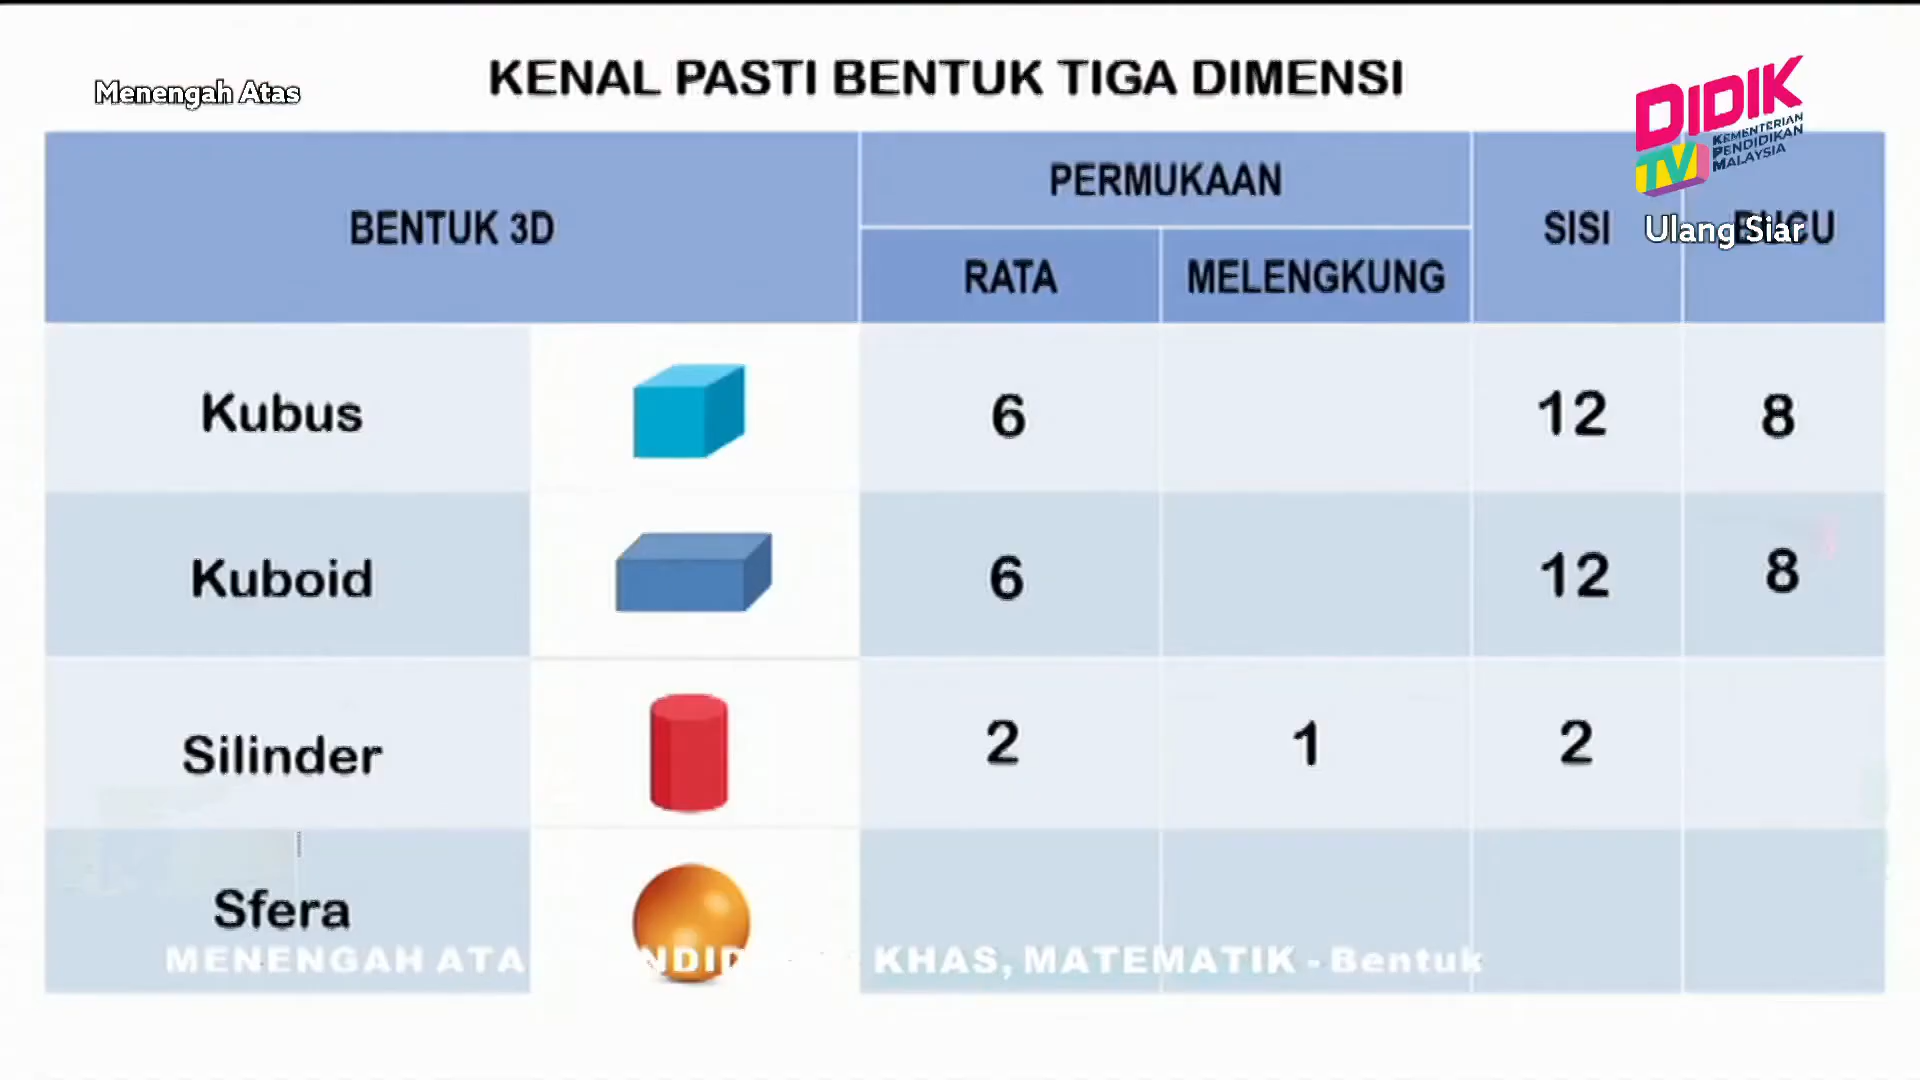 KENAL PASTI BENTUK TIGA DIMENSI
Menengah Atas
DIDIK
TV
KEMENTERIAN
PENDIDIKAN
MALAYSIA
Ulang Siar
BENTUK 3D
PERMUKAAN
SISI
BUCU
RATA
MELENGKUNG
Kubus
6
12
8
Kuboid
6
12
8
Silinder
2
1
2
Sfera
MENENGAH ATA
KHAS, MATEMATIK - Bentuk